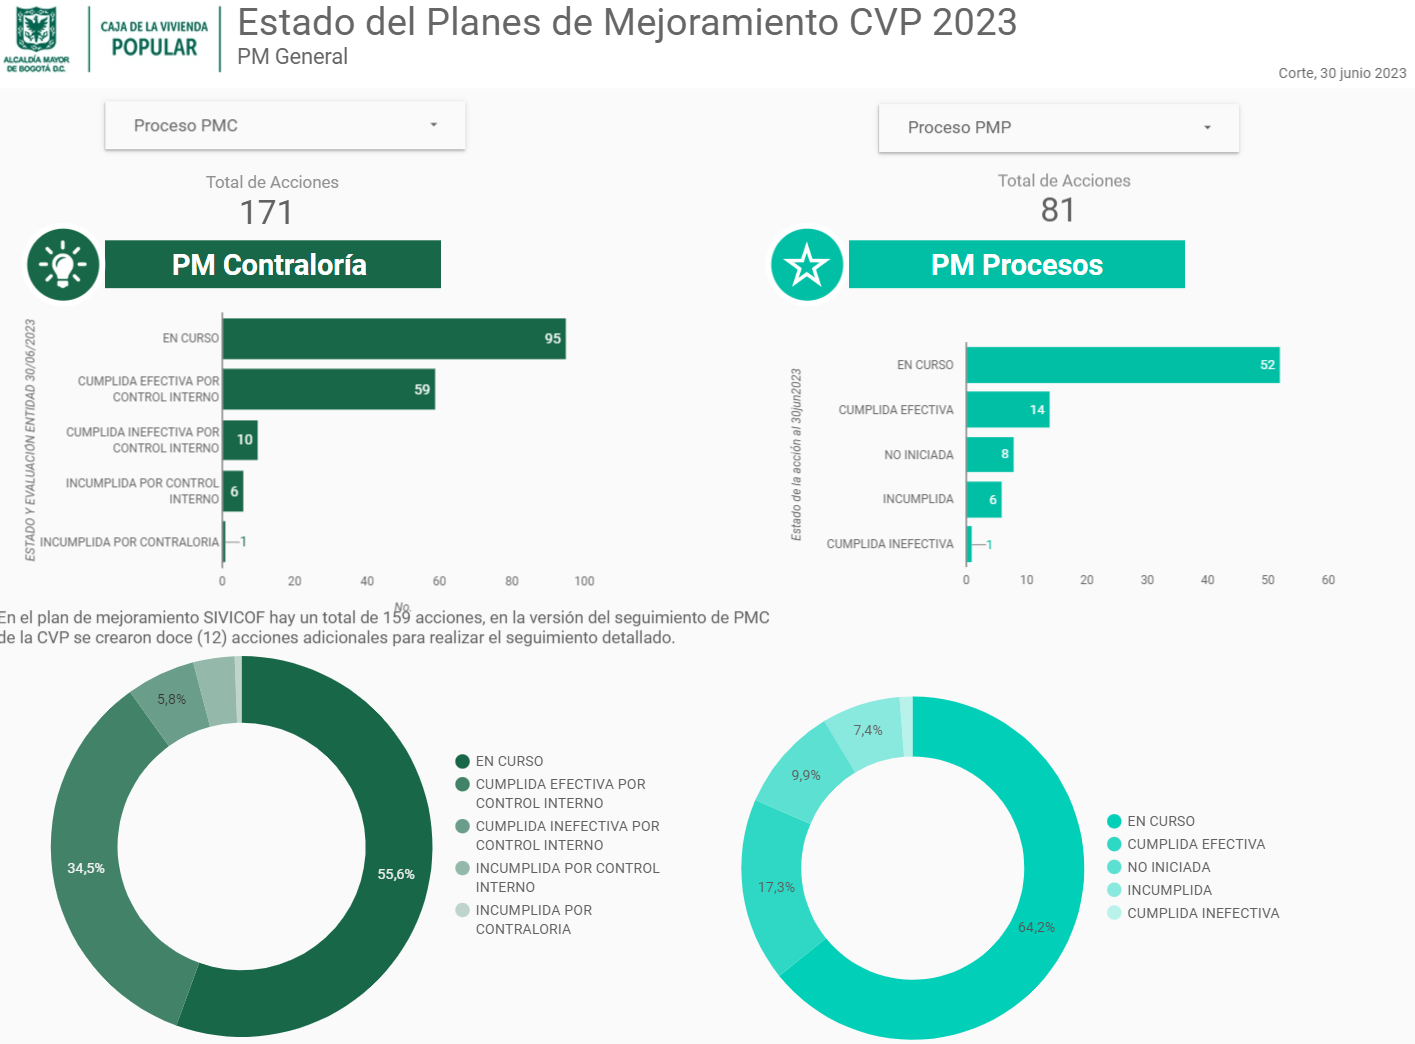 ALCALDÍA MAYOR
DE BOGOTÁ D.C.
CAJA DE LA VIVIENDA
POPULAR
Estado del Planes de Mejoramiento CVP 2023
PM General
Corte, 30 junio 2023
Proceso PMC
Total de Acciones
171
PM Contraloría
ESTADO Y EVALUACIÓN ENTIDAD 30/06/2023
EN CURSO
95
CUMPLIDA EFECTIVA POR
CONTROL INTERNO
59
CUMPLIDA INEFECTIVA POR
CONTROL INTERNO
10
INCUMPLIDA POR CONTROL
INTERNO
6
INCUMPLIDA POR CONTRALORIA
1
0 20 40 60 80 100
No.
En el plan de mejoramiento SIVICOF hay un total de 159 acciones, en la versión del seguimiento de PMC
de la CVP se crearon doce (12) acciones adicionales para realizar el seguimiento detallado.
5,8%
34,5%
55,6%
EN CURSO
CUMPLIDA EFECTIVA POR
CONTROL INTERNO
CUMPLIDA INEFECTIVA POR
CONTROL INTERNO
INCUMPLIDA POR CONTROL
INTERNO
INCUMPLIDA POR
CONTRALORIA
Proceso PMP
Total de Acciones
81
PM Procesos
Estado de la acción al 30jun2023
EN CURSO
52
CUMPLIDA EFECTIVA
14
NO INICIADA
8
INCUMPLIDA
6
CUMPLIDA INEFECTIVA
1
0 10 20 30 40 50 60
7,4%
9,9%
17,3%
64,2%
EN CURSO
CUMPLIDA EFECTIVA
NO INICIADA
INCUMPLIDA
CUMPLIDA INEFECTIVA